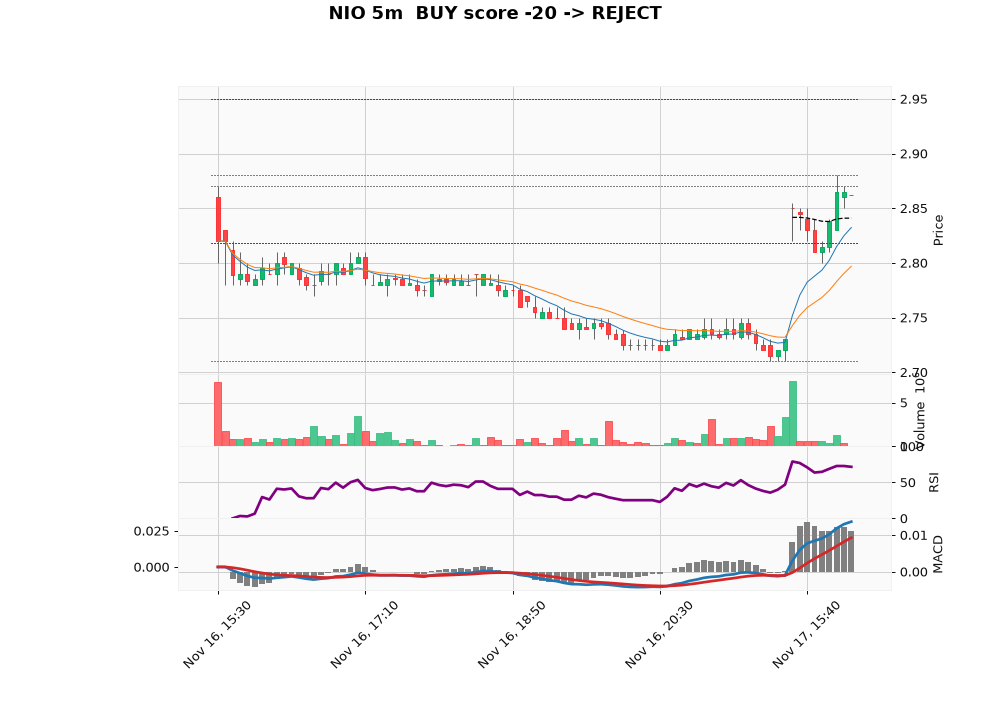 NIO 5m  BUY score -20 -> REJECT
2.95
2.90
2.85
2.80
2.75
2.70
Price
5
Volume
100
50
0
RSI
0.025
0.000
0.01
0.00
MACD
Nov 16, 15:30
Nov 16, 17:10
Nov 16, 18:50
Nov 16, 20:30
Nov 17, 15:40